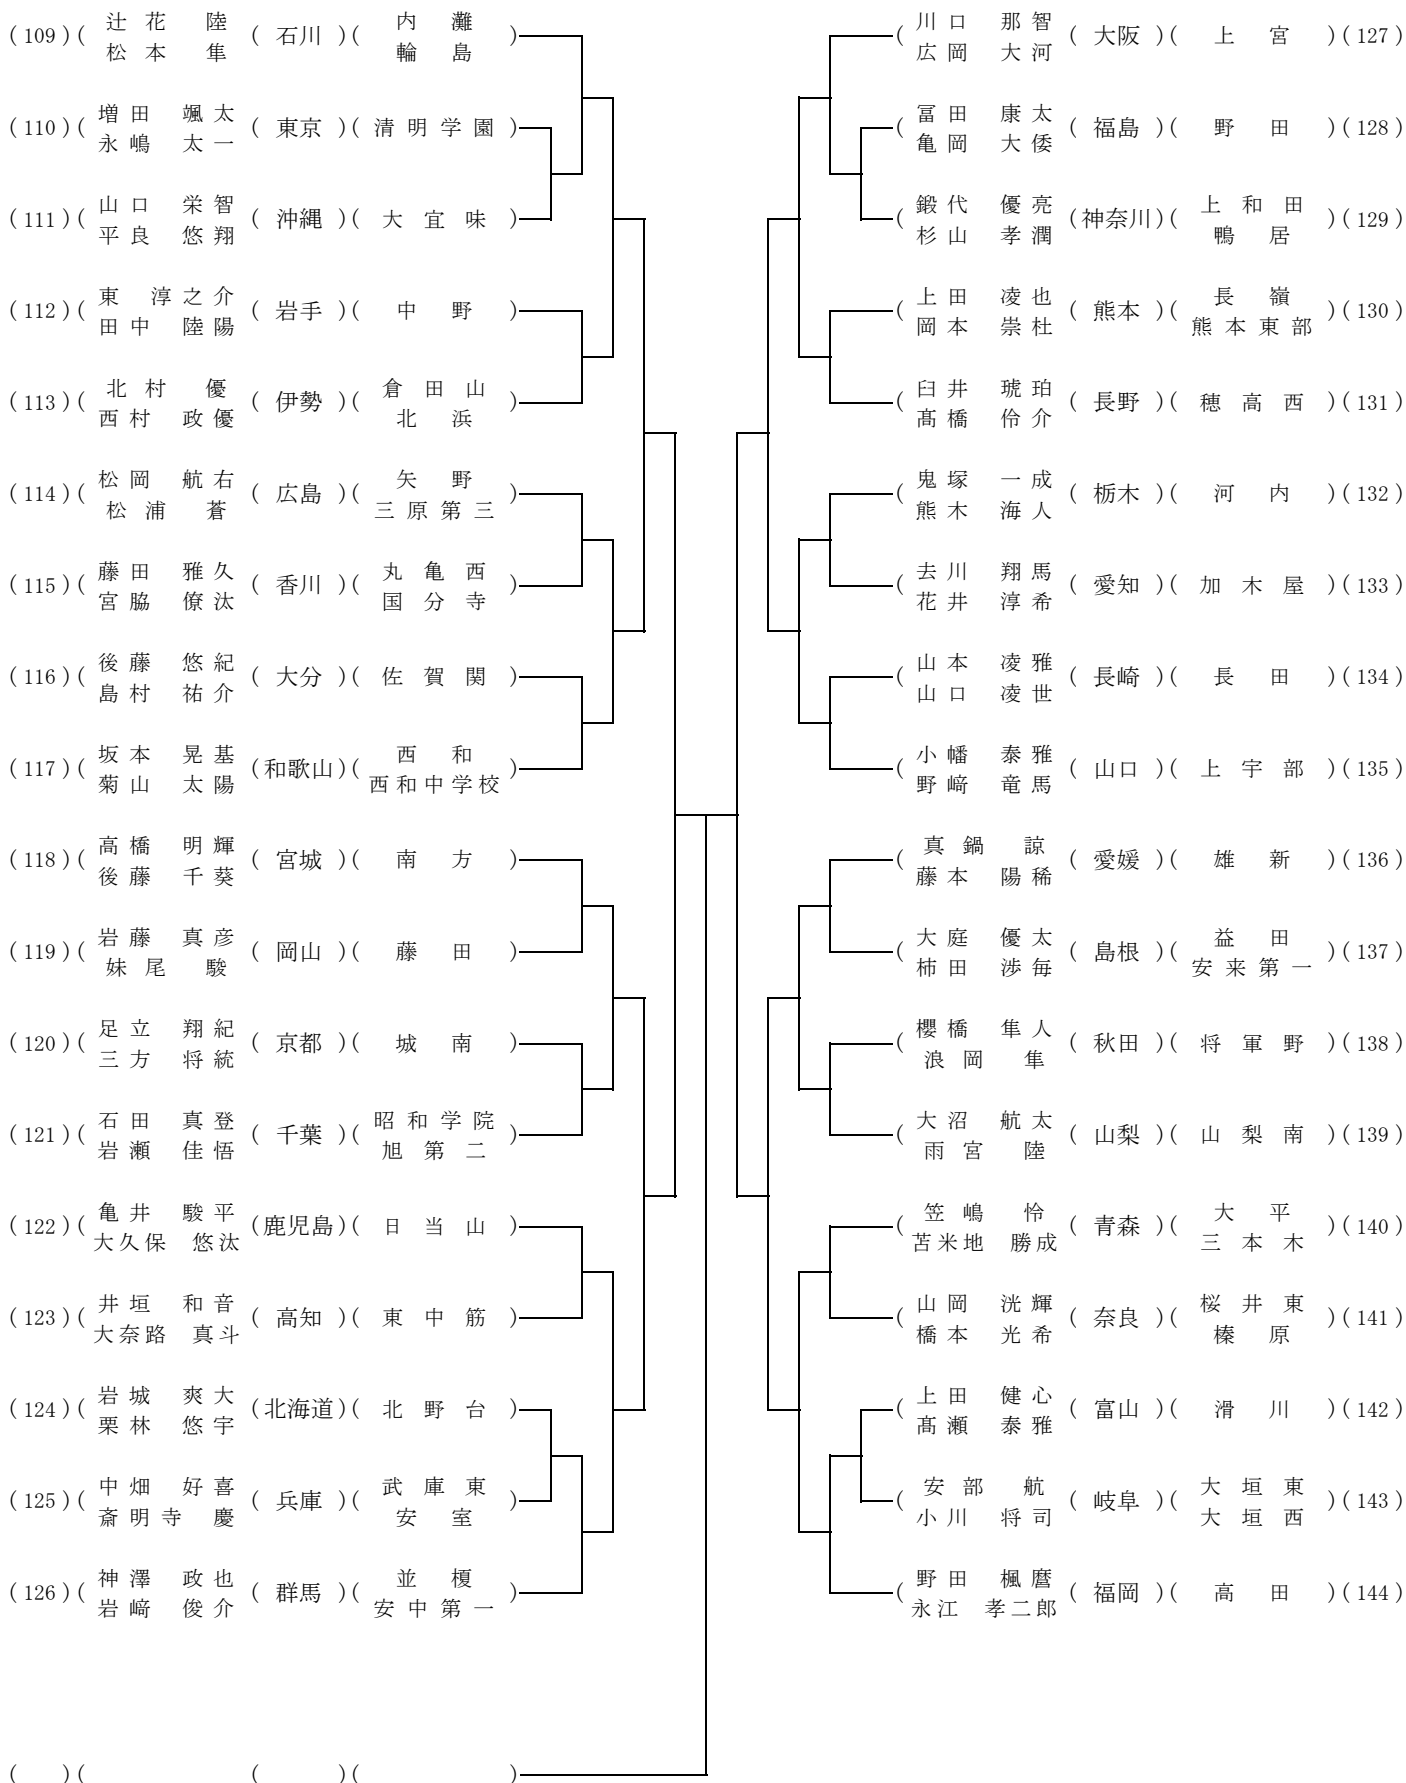 (109)( 辻花 陸 ( 石川 )( 内灘 )
松本 隼 輪島
(110)( 増田 颯太 ( 東京 )( 清明学園 )
永嶋 太一
(111)( 山口 栄智 ( 沖縄 )( 大宜味 )
平良 悠翔
(112)( 東 淳之介 ( 岩手 )( 中野 )
田中 陸陽
(113)( 北村 優 ( 伊勢 )( 倉田山 )
西村 政優 北浜
(114)( 松岡 航右 ( 広島 )( 矢野 )
松浦 蒼 三原第三
(115)( 藤田 雅久 ( 香川 )( 丸亀西 )
宮脇 僚汰 国分寺
(116)( 後藤 悠紀 ( 大分 )( 佐賀関 )
島村 祐介
(117)( 坂本 晃基 (和歌山)( 西和 )
菊山 太陽 西和中学校
(118)( 高橋 明輝 ( 宮城 )( 南方 )
後藤 千葵
(119)( 岩藤 真彦 ( 岡山 )( 藤田 )
妹尾 駿
(120)( 足立 翔紀 ( 京都 )( 城南 )
三方 将統
(121)( 石田 真登 ( 千葉 )( 昭和学院 )
岩瀬 佳悟 旭第二
(122)( 亀井 駿平 (鹿児島)( 日当山 )
大久保 悠汰
(123)( 井垣 和音 ( 高知 )( 東中筋 )
大奈路 真斗
(124)( 岩城 爽大 (北海道)( 北野台 )
栗林 悠宇
(125)( 中畑 好喜 ( 兵庫 )( 武庫東 )
斎明寺 慶 安室
(126)( 神澤 政也 ( 群馬 )( 並榎 )
岩﨑 俊介 安中第一
( )( ( )( )
( 川口 那智 ( 大阪 )( 上宮 )(127)
広岡 大河
( 冨田 康太 ( 福島 )( 野田 )(128)
亀岡 大倭
( 鍛代 優亮 (神奈川)( 上和田 )(129)
杉山 孝潤 鴨居
( 上田 凌也 ( 熊本 )( 長嶺 )(130)
岡本 崇杜 熊本東部
( 臼井 琥珀 ( 長野 )( 穂高西 )(131)
髙橋 伶介
( 鬼塚 一成 ( 栃木 )( 河内 )(132)
熊木 海人
( 去川 翔馬 ( 愛知 )( 加木屋 )(133)
花井 淳希
( 山本 凌雅 ( 長崎 )( 長田 )(134)
山口 凌世
( 小幡 泰雅 ( 山口 )( 上宇部 )(135)
野﨑 竜馬
( 真鍋 諒 ( 愛媛 )( 雄新 )(136)
藤本 陽稀
( 大庭 優太 ( 島根 )( 益田 )(137)
柿田 渉毎 安来第一
( 櫻橋 隼人 ( 秋田 )( 将軍野 )(138)
浪岡 隼
( 大沼 航太 ( 山梨 )( 山梨南 )(139)
雨宮 陸
( 笠嶋 怜 ( 青森 )( 大平 )(140)
苫米地 勝成 三本木
( 山岡 洸輝 ( 奈良 )( 桜井東 )(141)
橋本 光希 榛原
( 上田 健心 ( 富山 )( 滑川 )(142)
髙瀬 泰雅
( 安部 航 ( 岐阜 )( 大垣東 )(143)
小川 将司 大垣西
( 野田 楓麿 ( 福岡 )( 高田 )(144)
永江 孝二郎